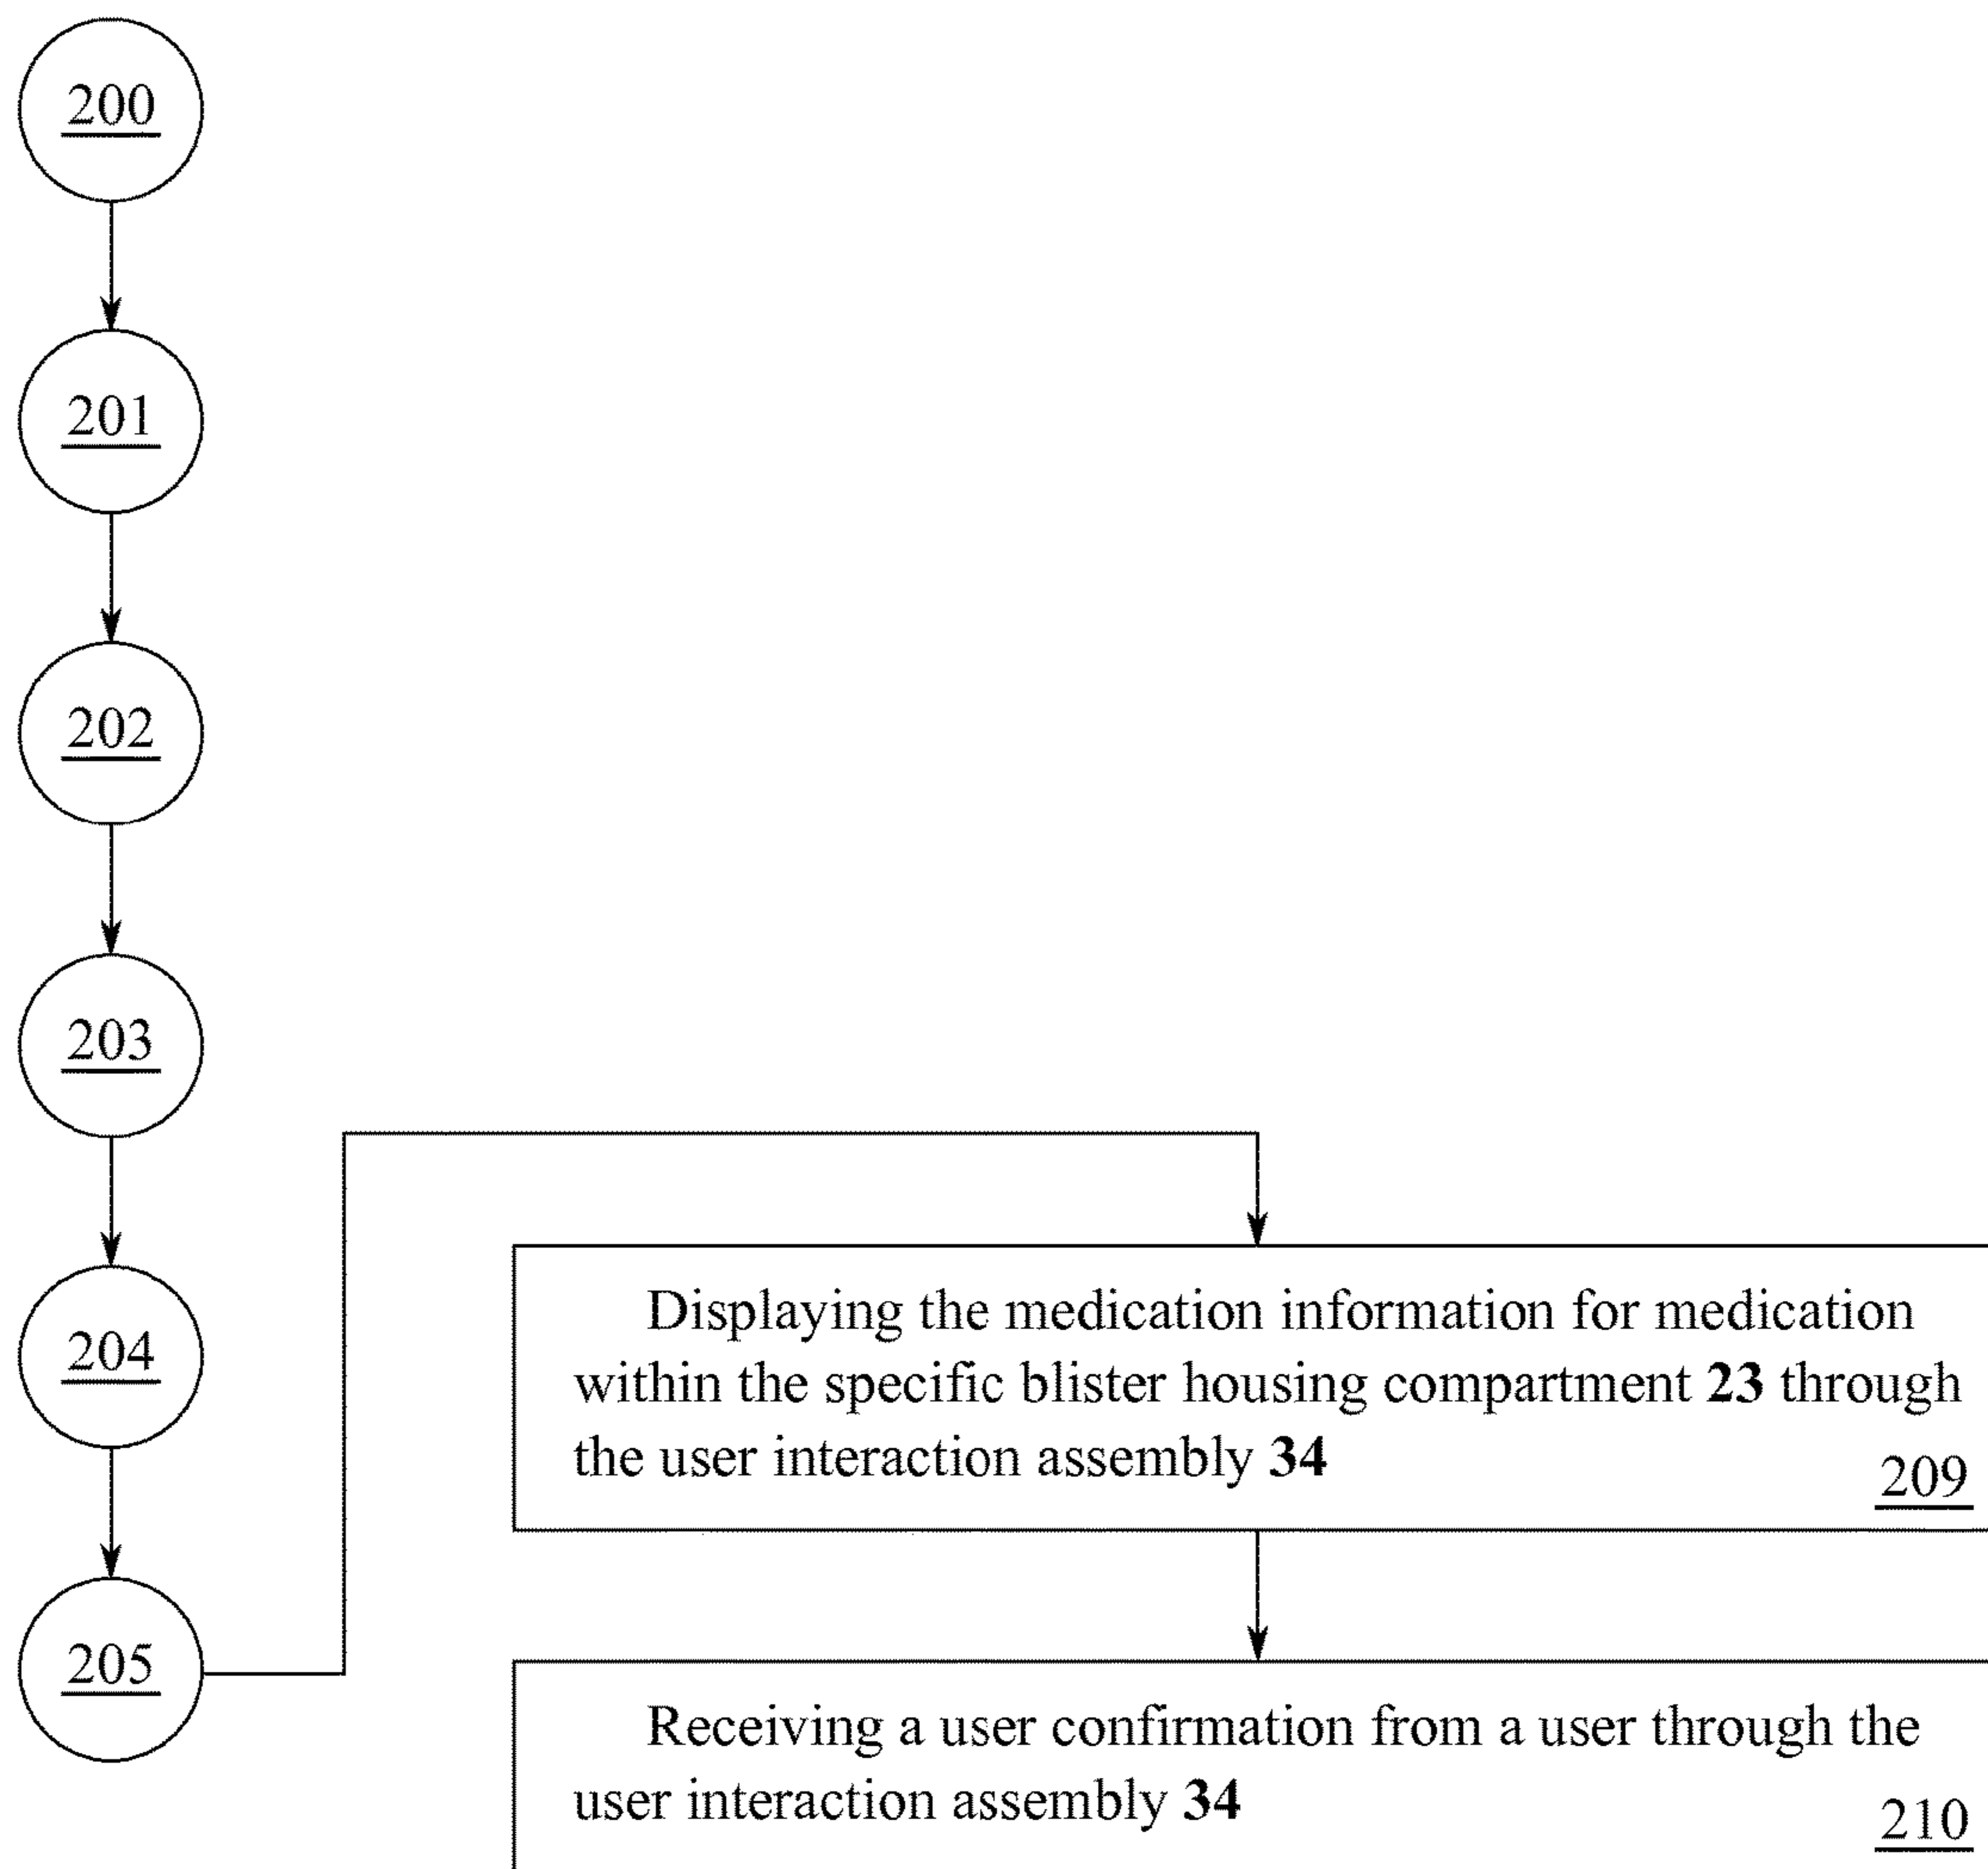 200
201
202
203
204
205
Displaying the medication information for medication
within the specific blister housing compartment 23 through
the user interaction assembly 34
209
Receiving a user confirmation from a user through the
user interaction assembly 34
210